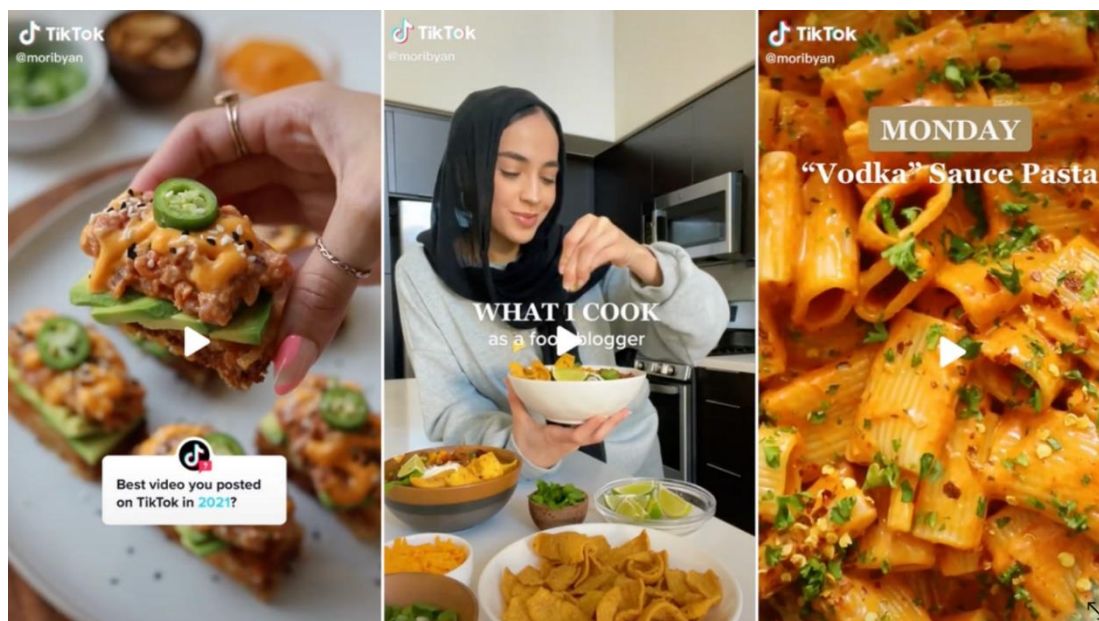 TikTok
@moribyan
Best video you posted
on TikTok in 2021?
TikTok
@moribyan
WHAT I COOK
as a food blogger
TikTok
@moribyan
MONDAY
“Vodka” Sauce Pasta